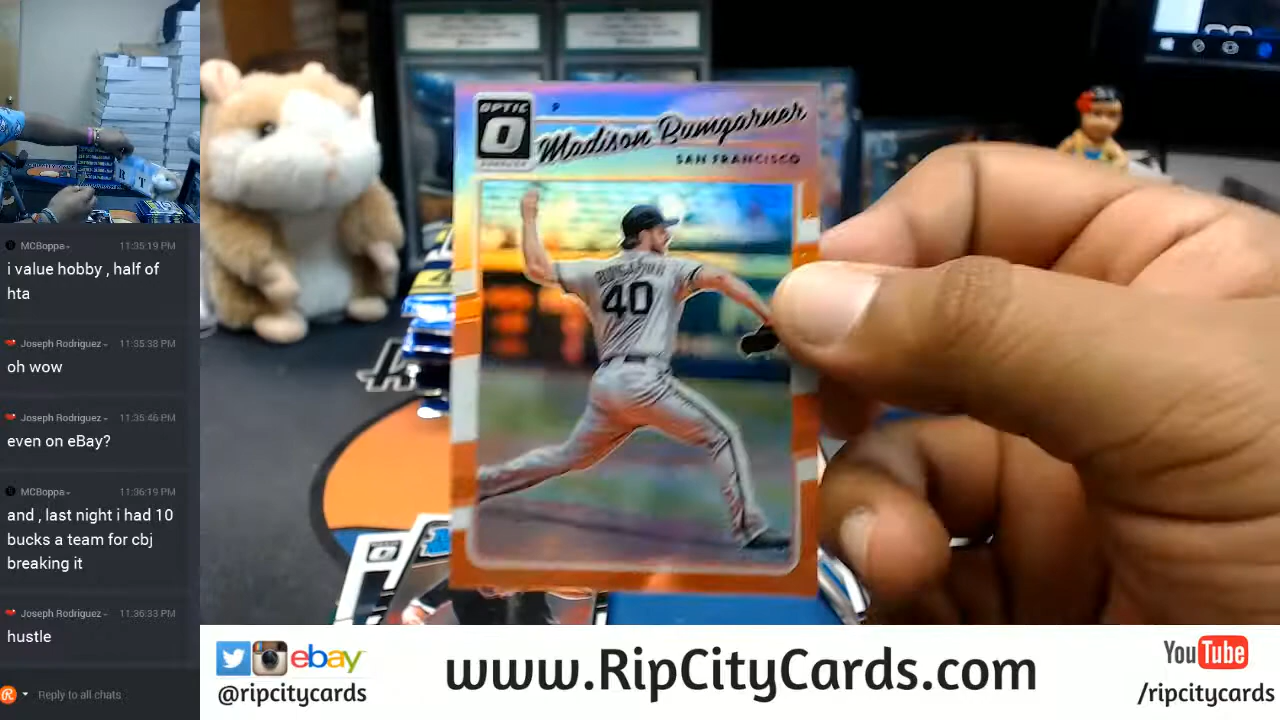 MCBoppa 11:35:19 PM
i value hobby , half of
hta
Joseph Rodriguez 11:35:38 PM
oh wow
Joseph Rodriguez 11:35:46 PM
even on eBay?
MCBoppa 11:36:19 PM
and , last night i had 10
bucks a team for cbj
breaking it
Joseph Rodriguez 11:36:33 PM
hustle
Reply to all chats
OPTIC
O
DONRUSS
P
Madison Bumgarner
SAN FRANCISCO
BUMGARNER
40
ebay
@ripcitycards
www.RipCityCards.com
YouTube
/ripcitycards